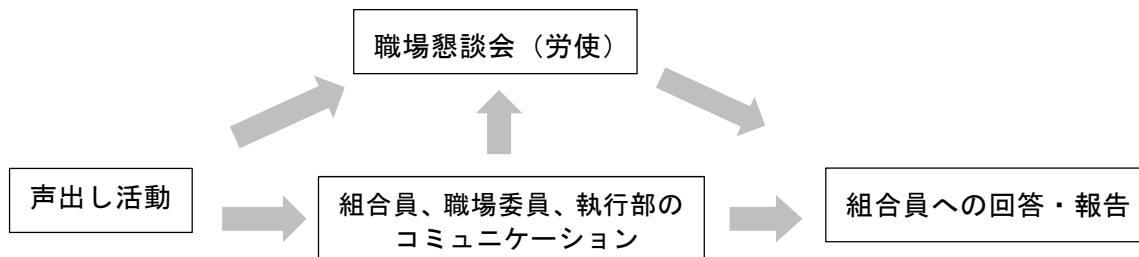 職場懇談会（労使）
声出し活動
組合員、職場委員、執行部の
コミュニケーション
組合員への回答・報告